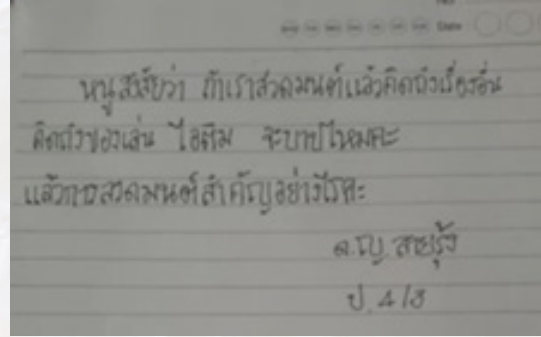 หนูสงสัยว่า ถ้าเราสวดมนต์แล้วคิดถึงเรื่องอื่น
คิดถึงของเล่น ไอติม จะบาปไหมคะ
แล้วการสวดมนต์สำคัญอย่างไรคะ
ด.ญ. สายรุ้ง
ป. 4/3